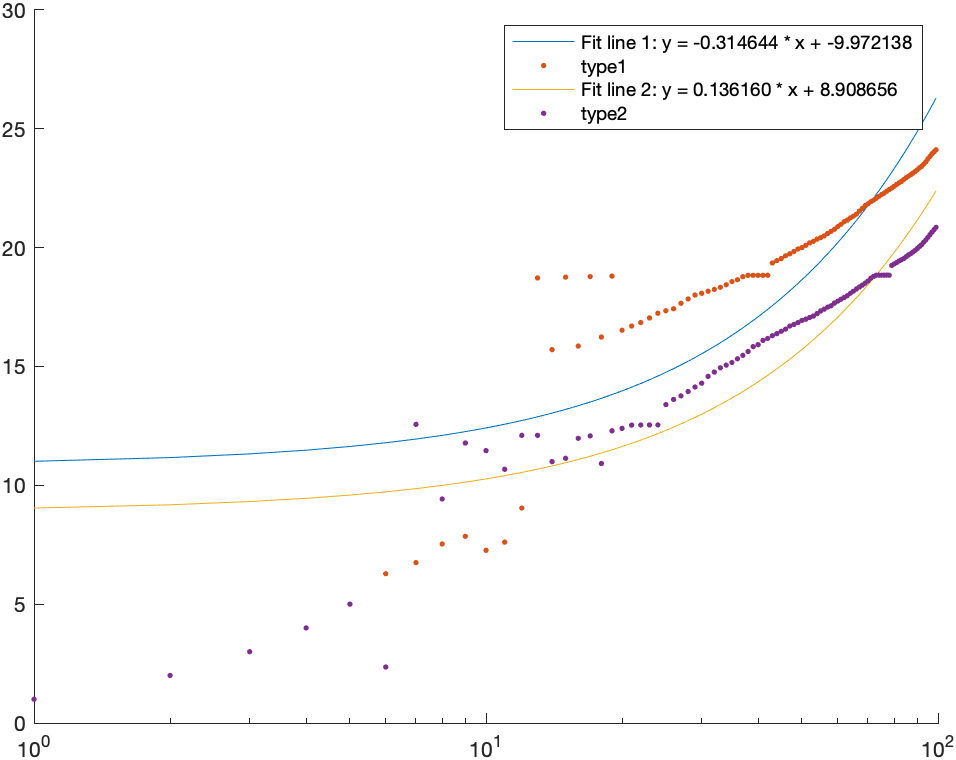 30
25
20
15
10
5
0
10^0 10^1 10^2
Fit line 1: y = -0.314644 * x + -9.972138
type1
Fit line 2: y = 0.136160 * x + 8.908656
type2